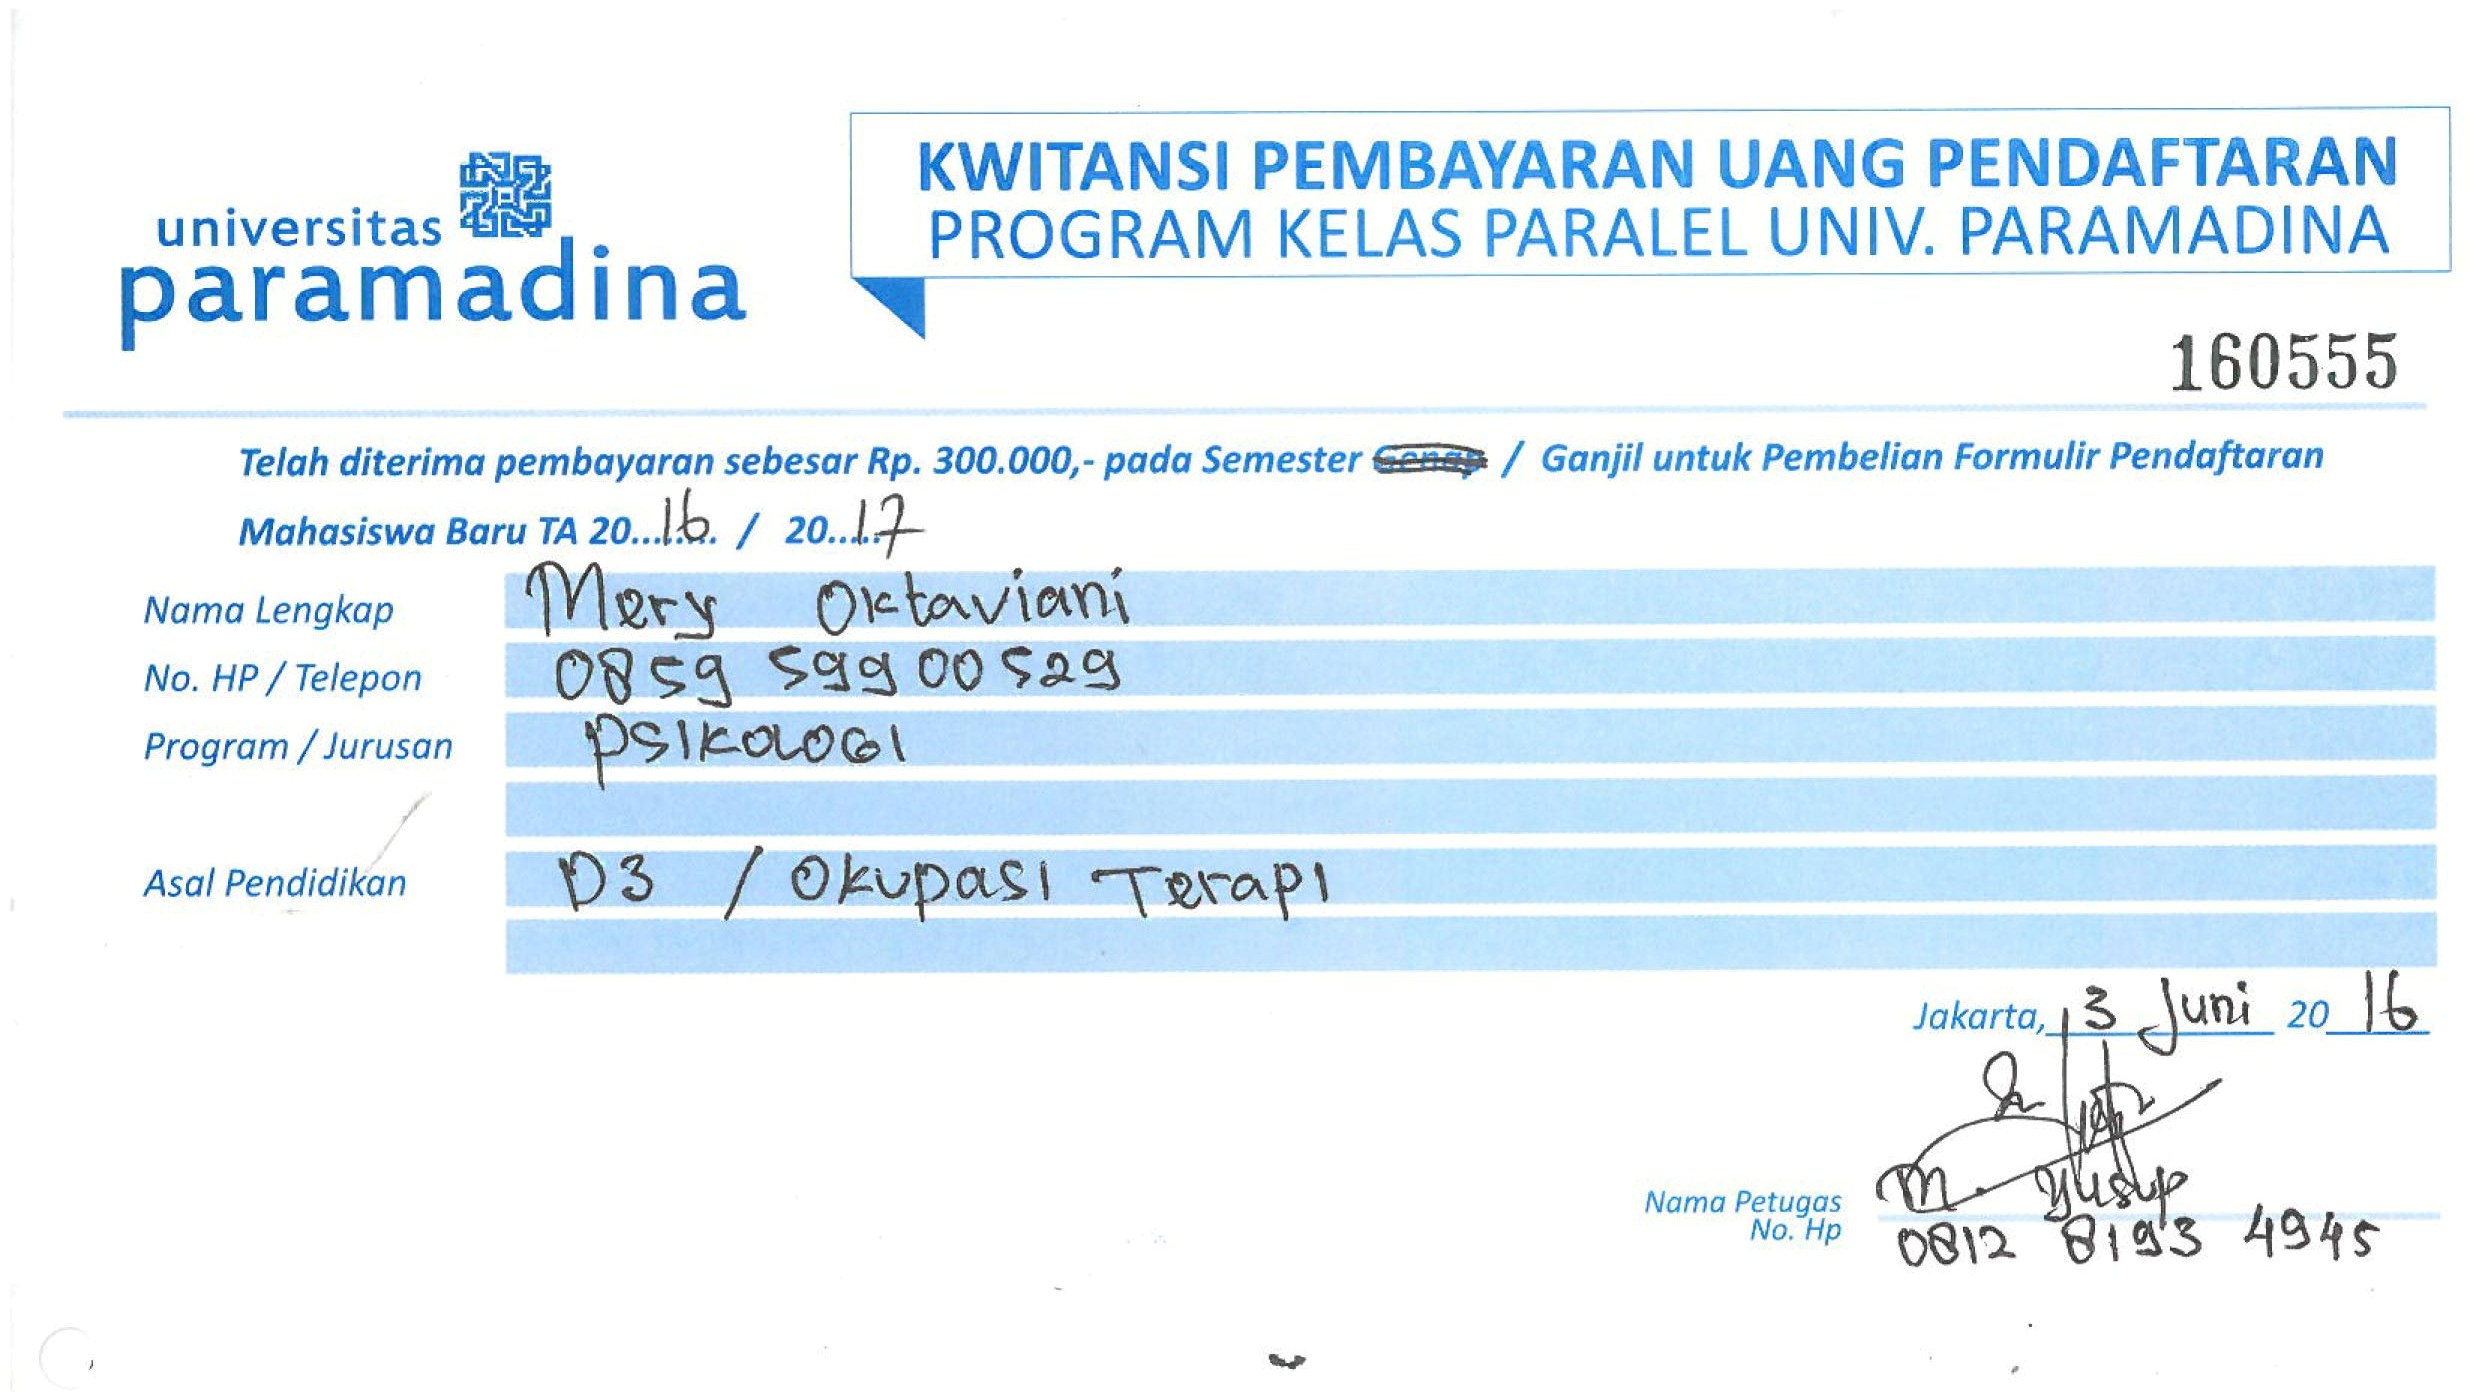 universitas
paramadina
KWITANSI PEMBAYARAN UANG PENDAFTARAN
PROGRAM KELAS PARALEL UNIV. PARAMADINA
160555
Telah diterima pembayaran sebesar Rp. 300.000,- pada Semester Genap / Ganjil untuk Pembelian Formulir Pendaftaran
Mahasiswa Baru TA 20...16... / 20.....17
Nama Lengkap Mery Oktaviani
No. HP / Telepon 0859 599 00 529
Program / Jurusan PSIKOLOGI
Asal Pendidikan D3 / Okupasi Terapi
Jakarta, 13 Juni 20 16
Nama Petugas M. Yusup
No. Hp 0812 8193 4945